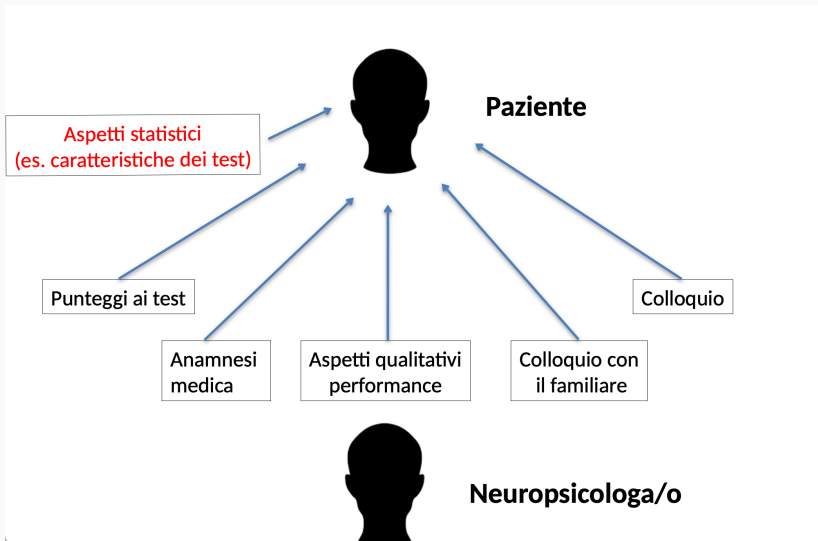 Paziente
Aspetti statistici
(es. caratteristiche dei test)
Punteggi ai test
Colloquio
Anamnesi
medica
Aspetti qualitativi
performance
Colloquio con
il familiare
Neuropsicologa/o